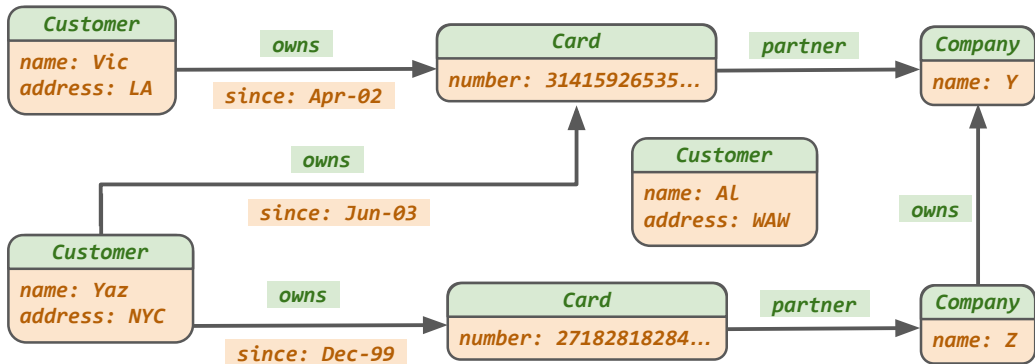 Customer
name: Vic
address: LA
owns
since: Apr-02
Card
number: 31415926535...
partner
Company
name: Y
owns
since: Jun-03
Customer
name: Al
address: WAW
owns
Customer
name: Yaz
address: NYC
owns
since: Dec-99
Card
number: 27182818284...
partner
Company
name: Z